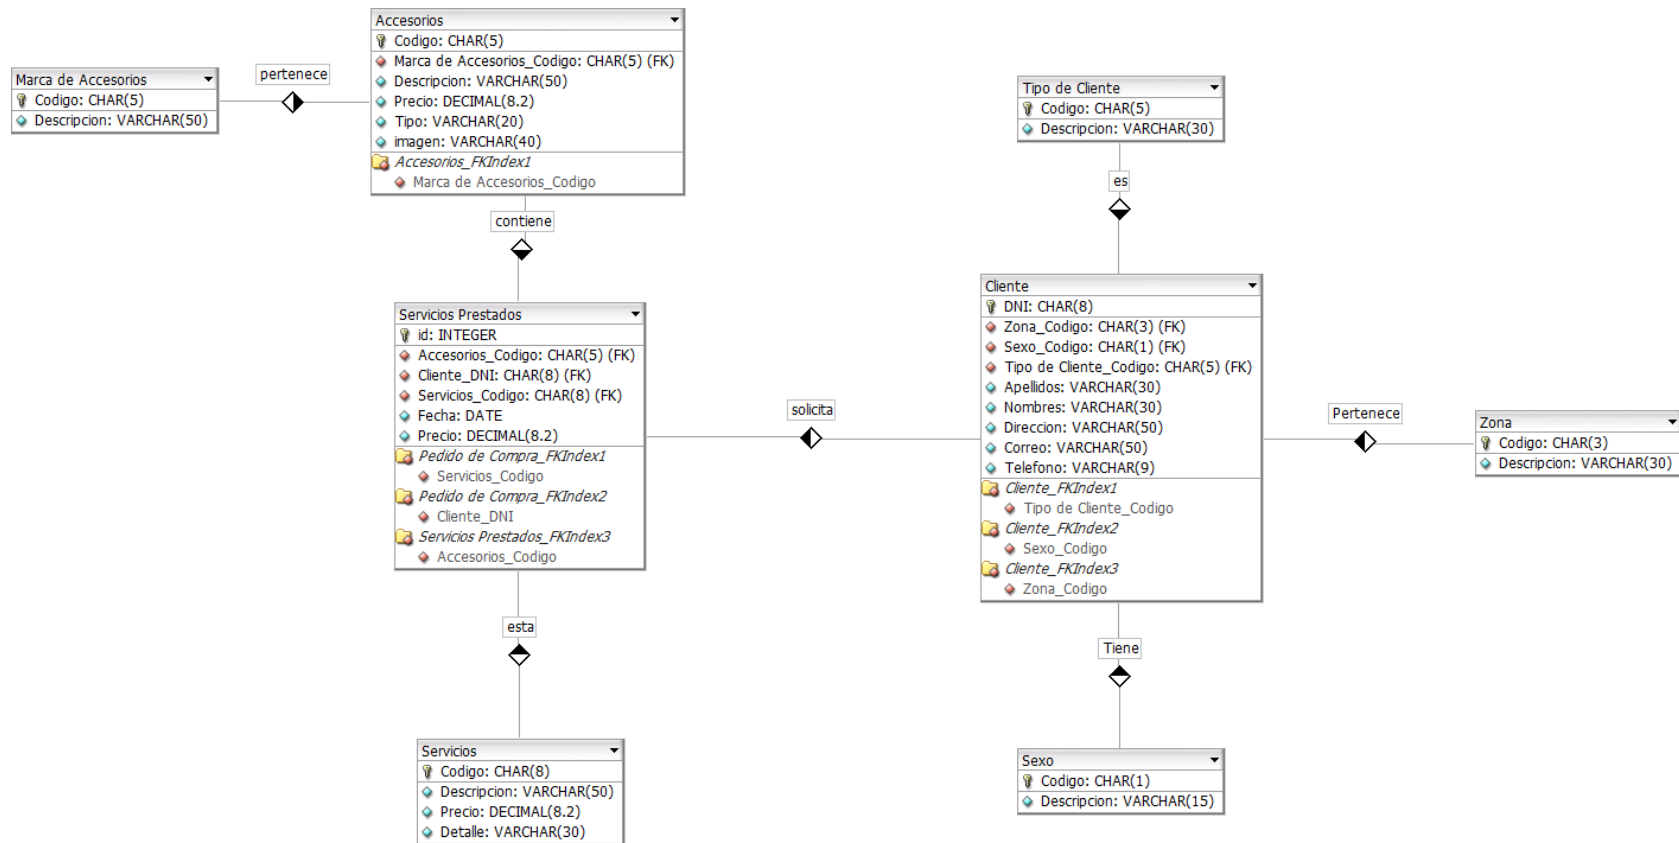 Marca de Accesorios
Codigo: CHAR(5)
Descripcion: VARCHAR(50)
pertenece
Accesorios
Codigo: CHAR(5)
Marca de Accesorios_Codigo: CHAR(5) (FK)
Descripcion: VARCHAR(50)
Precio: DECIMAL(8.2)
Tipo: VARCHAR(20)
imagen: VARCHAR(40)
Accesorios_FKIndex1
Marca de Accesorios_Codigo
contiene
Servicios Prestados
id: INTEGER
Accesorios_Codigo: CHAR(5) (FK)
Cliente_DNI: CHAR(8) (FK)
Servicios_Codigo: CHAR(8) (FK)
Fecha: DATE
Precio: DECIMAL(8.2)
Pedido de Compra_FKIndex1
Servicios_Codigo
Pedido de Compra_FKIndex2
Cliente_DNI
Servicios Prestados_FKIndex3
Accesorios_Codigo
esta
Servicios
Codigo: CHAR(8)
Descripcion: VARCHAR(50)
Precio: DECIMAL(8.2)
Detalle: VARCHAR(30)
solicita
Tipo de Cliente
Codigo: CHAR(5)
Descripcion: VARCHAR(30)
es
Cliente
DNI: CHAR(8)
Zona_Codigo: CHAR(3) (FK)
Sexo_Codigo: CHAR(1) (FK)
Tipo de Cliente_Codigo: CHAR(5) (FK)
Apellidos: VARCHAR(30)
Nombres: VARCHAR(30)
Direccion: VARCHAR(50)
Correo: VARCHAR(50)
Telefono: VARCHAR(9)
Cliente_FKIndex1
Tipo de Cliente_Codigo
Cliente_FKIndex2
Sexo_Codigo
Cliente_FKIndex3
Zona_Codigo
Tiene
Sexo
Codigo: CHAR(1)
Descripcion: VARCHAR(15)
Pertenece
Zona
Codigo: CHAR(3)
Descripcion: VARCHAR(30)